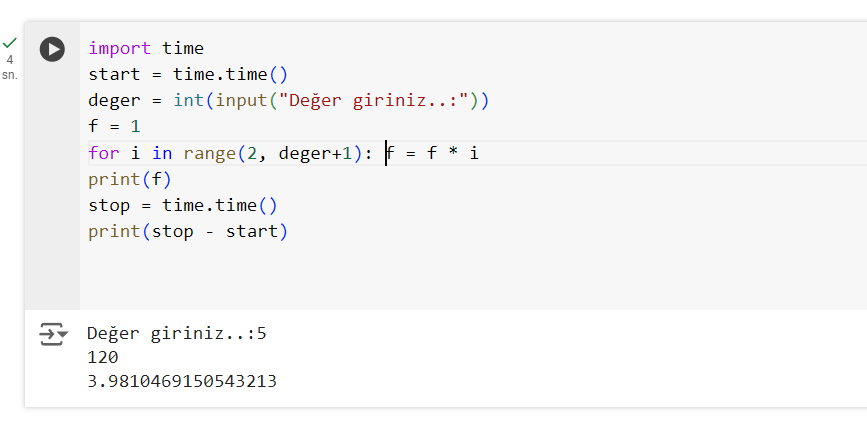 4
sn.
import time
start = time.time()
deger = int(input("Değer giriniz..:"))
f = 1
for i in range(2, deger+1): f = f * i
print(f)
stop = time.time()
print(stop - start)
Değer giriniz..:5
120
3.9810469150543213